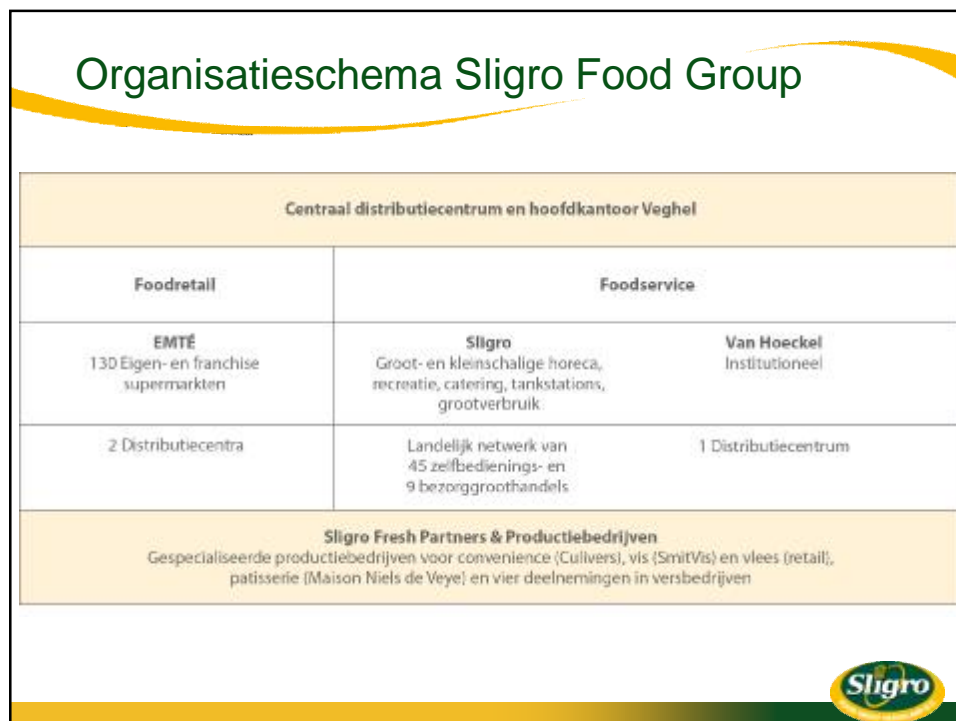 Organisatieschema Sligro Food Group
Centraal distributiecentrum en hoofdkantoor Veghel
Foodretail
Foodservice
EMTÉ
130 Eigen- en franchise
supermarkten
Sligro
Groot- en kleinschalige horeca,
recreatie, catering, tankstations,
grootverbruik
Van Hoeckel
Institutioneel
2 Distributiecentra
Landelijk netwerk van
45 zelfbedienings- en
9 bezorggroothandels
1 Distributiecentrum
Sligro Fresh Partners & Productiebedrijven
Gespecialiseerde productiebedrijven voor convenience (Culivers), vis (SmitVis) en vlees (retail),
patisserie (Maison Niels de Veye) en vier deelnemingen in versbedrijven
Sligro